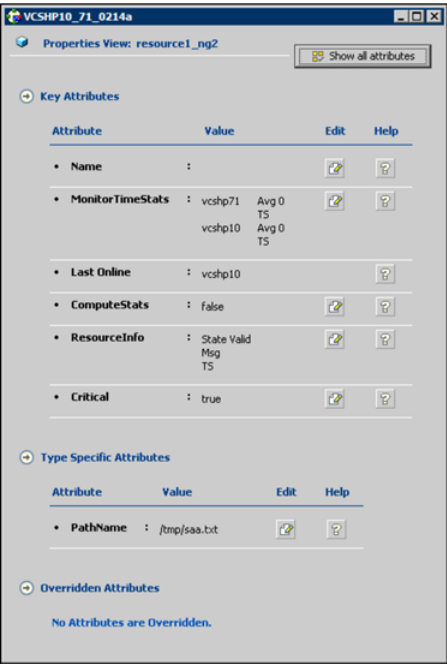 VCSHP10_71_0214a
Properties View: resource1_ng2
Show all attributes
Key Attributes
Attribute Value Edit Help
• Name :
• MonitorTimeStats : vcshp71 Avg 0
TS
vcshp10 Avg 0
TS
• Last Online : vcshp10
• ComputeStats : false
• ResourceInfo : State Valid
Msg
TS
• Critical : true
Type Specific Attributes
Attribute Value Edit Help
• PathName : /tmp/saa.txt
Overridden Attributes
No Attributes are Overridden.